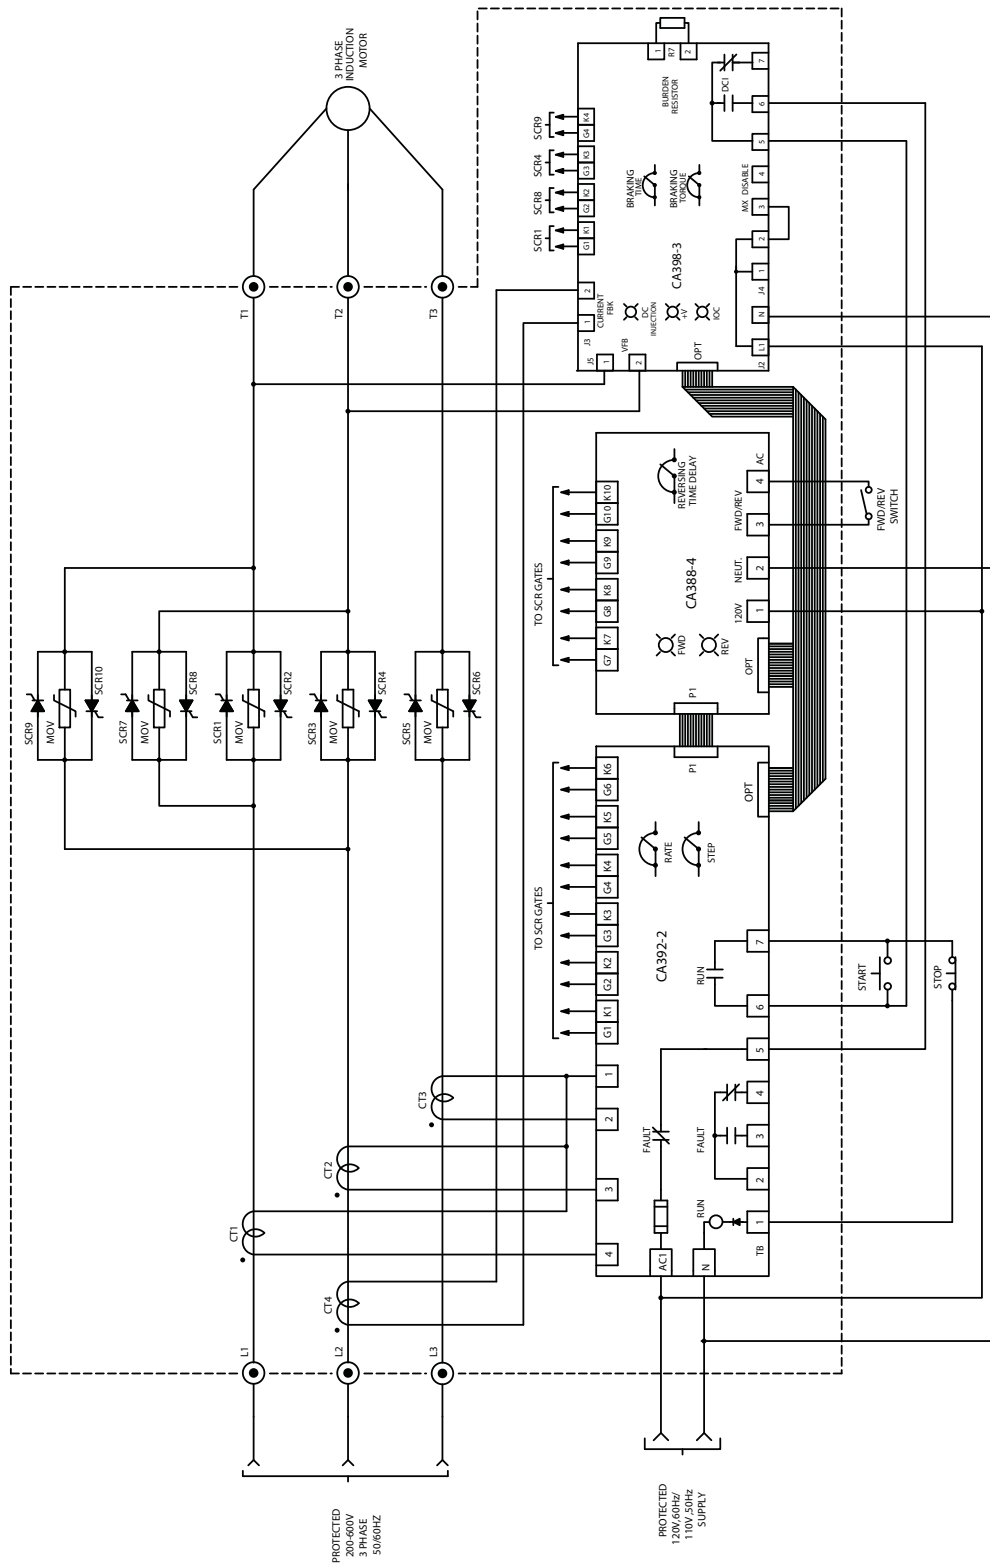 3 PHASE
INDUCTION
MOTOR
T1
T2
T3
SCR9
MOV
SCR10
SCR7
MOV
SCR8
SCR1
MOV
SCR2
SCR3
MOV
SCR4
SCR5
MOV
SCR6
CT1
CT2
CT3
CT4
L1
L2
L3
PROTECTED
200-600V
3 PHASE
50/60HZ
SCR9
SCR4
SCR8
SCR1
K4
G4
K3
G3
K2
G2
K1
G1
1
R7
2
BURDEN
RESISTOR
DCI
7
6
5
4
3
2
1
MX DISABLE
J4
N
L1
J2
BRAKING
TIME
BRAKING
TORQUE
CA398-3
2
1
CURRENT
FBK
J3
DC
INJECTION
+V
IOC
J5
1
VFB
2
OPT
TO SCR GATES
K10
G10
K9
G9
K8
G8
K7
G7
REVERSING
TIME DELAY
CA388-4
FWD
REV
AC
4
FWD/REV
3
NEUT.
2
120V
1
OPT
P1
FWD/REV
SWITCH
TO SCR GATES
K6
G6
K5
G5
K4
G4
K3
G3
K2
G2
K1
G1
1
2
3
4
P1
OPT
RATE
STEP
CA392-2
RUN
7
6
5
4
3
2
1
FAULT
FAULT
RUN
TB
AC1
N
START
STOP
PROTECTED
120V,60Hz/
110V,50Hz
SUPPLY